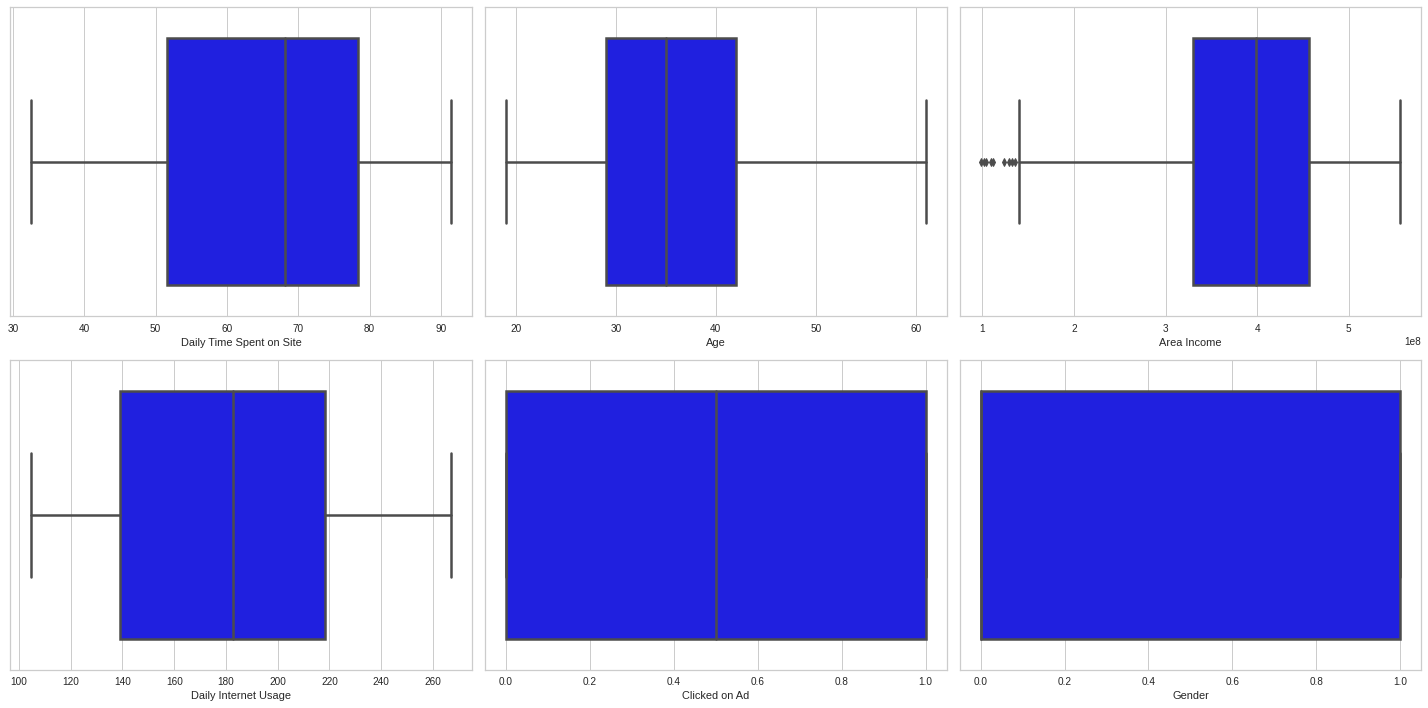 30 40 50 60 70 80 90
Daily Time Spent on Site
20 30 40 50 60
Age
1 2 3 4 5
1e8
Area Income
100 120 140 160 180 200 220 240 260
Daily Internet Usage
0.0 0.2 0.4 0.6 0.8 1.0
Clicked on Ad
0.0 0.2 0.4 0.6 0.8 1.0
Gender